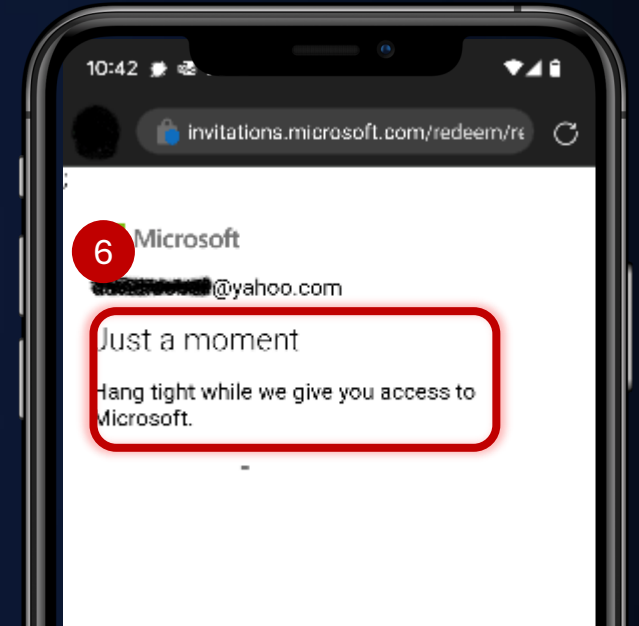 10:42
invitations.microsoft.com/redeem/re
6
Microsoft
@yahoo.com
Just a moment
Hang tight while we give you access to
Microsoft.